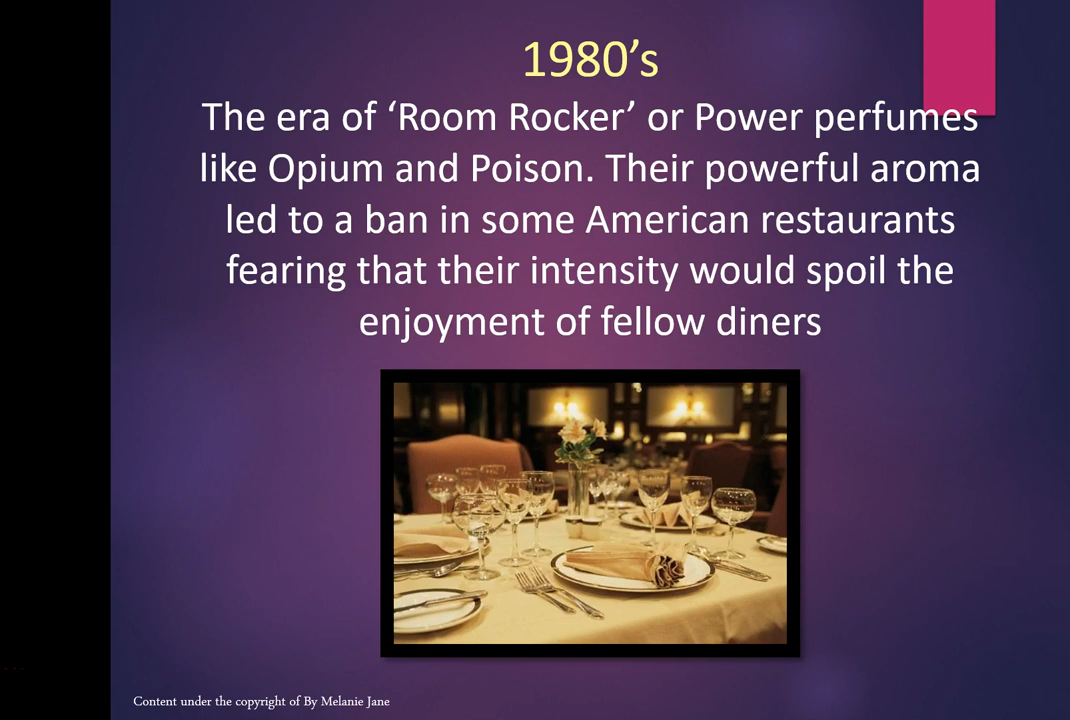 1980’s
The era of ‘Room Rocker’ or Power perfumes
like Opium and Poison. Their powerful aroma
led to a ban in some American restaurants
fearing that their intensity would spoil the
enjoyment of fellow diners
Content under the copyright of By Melanie Jane